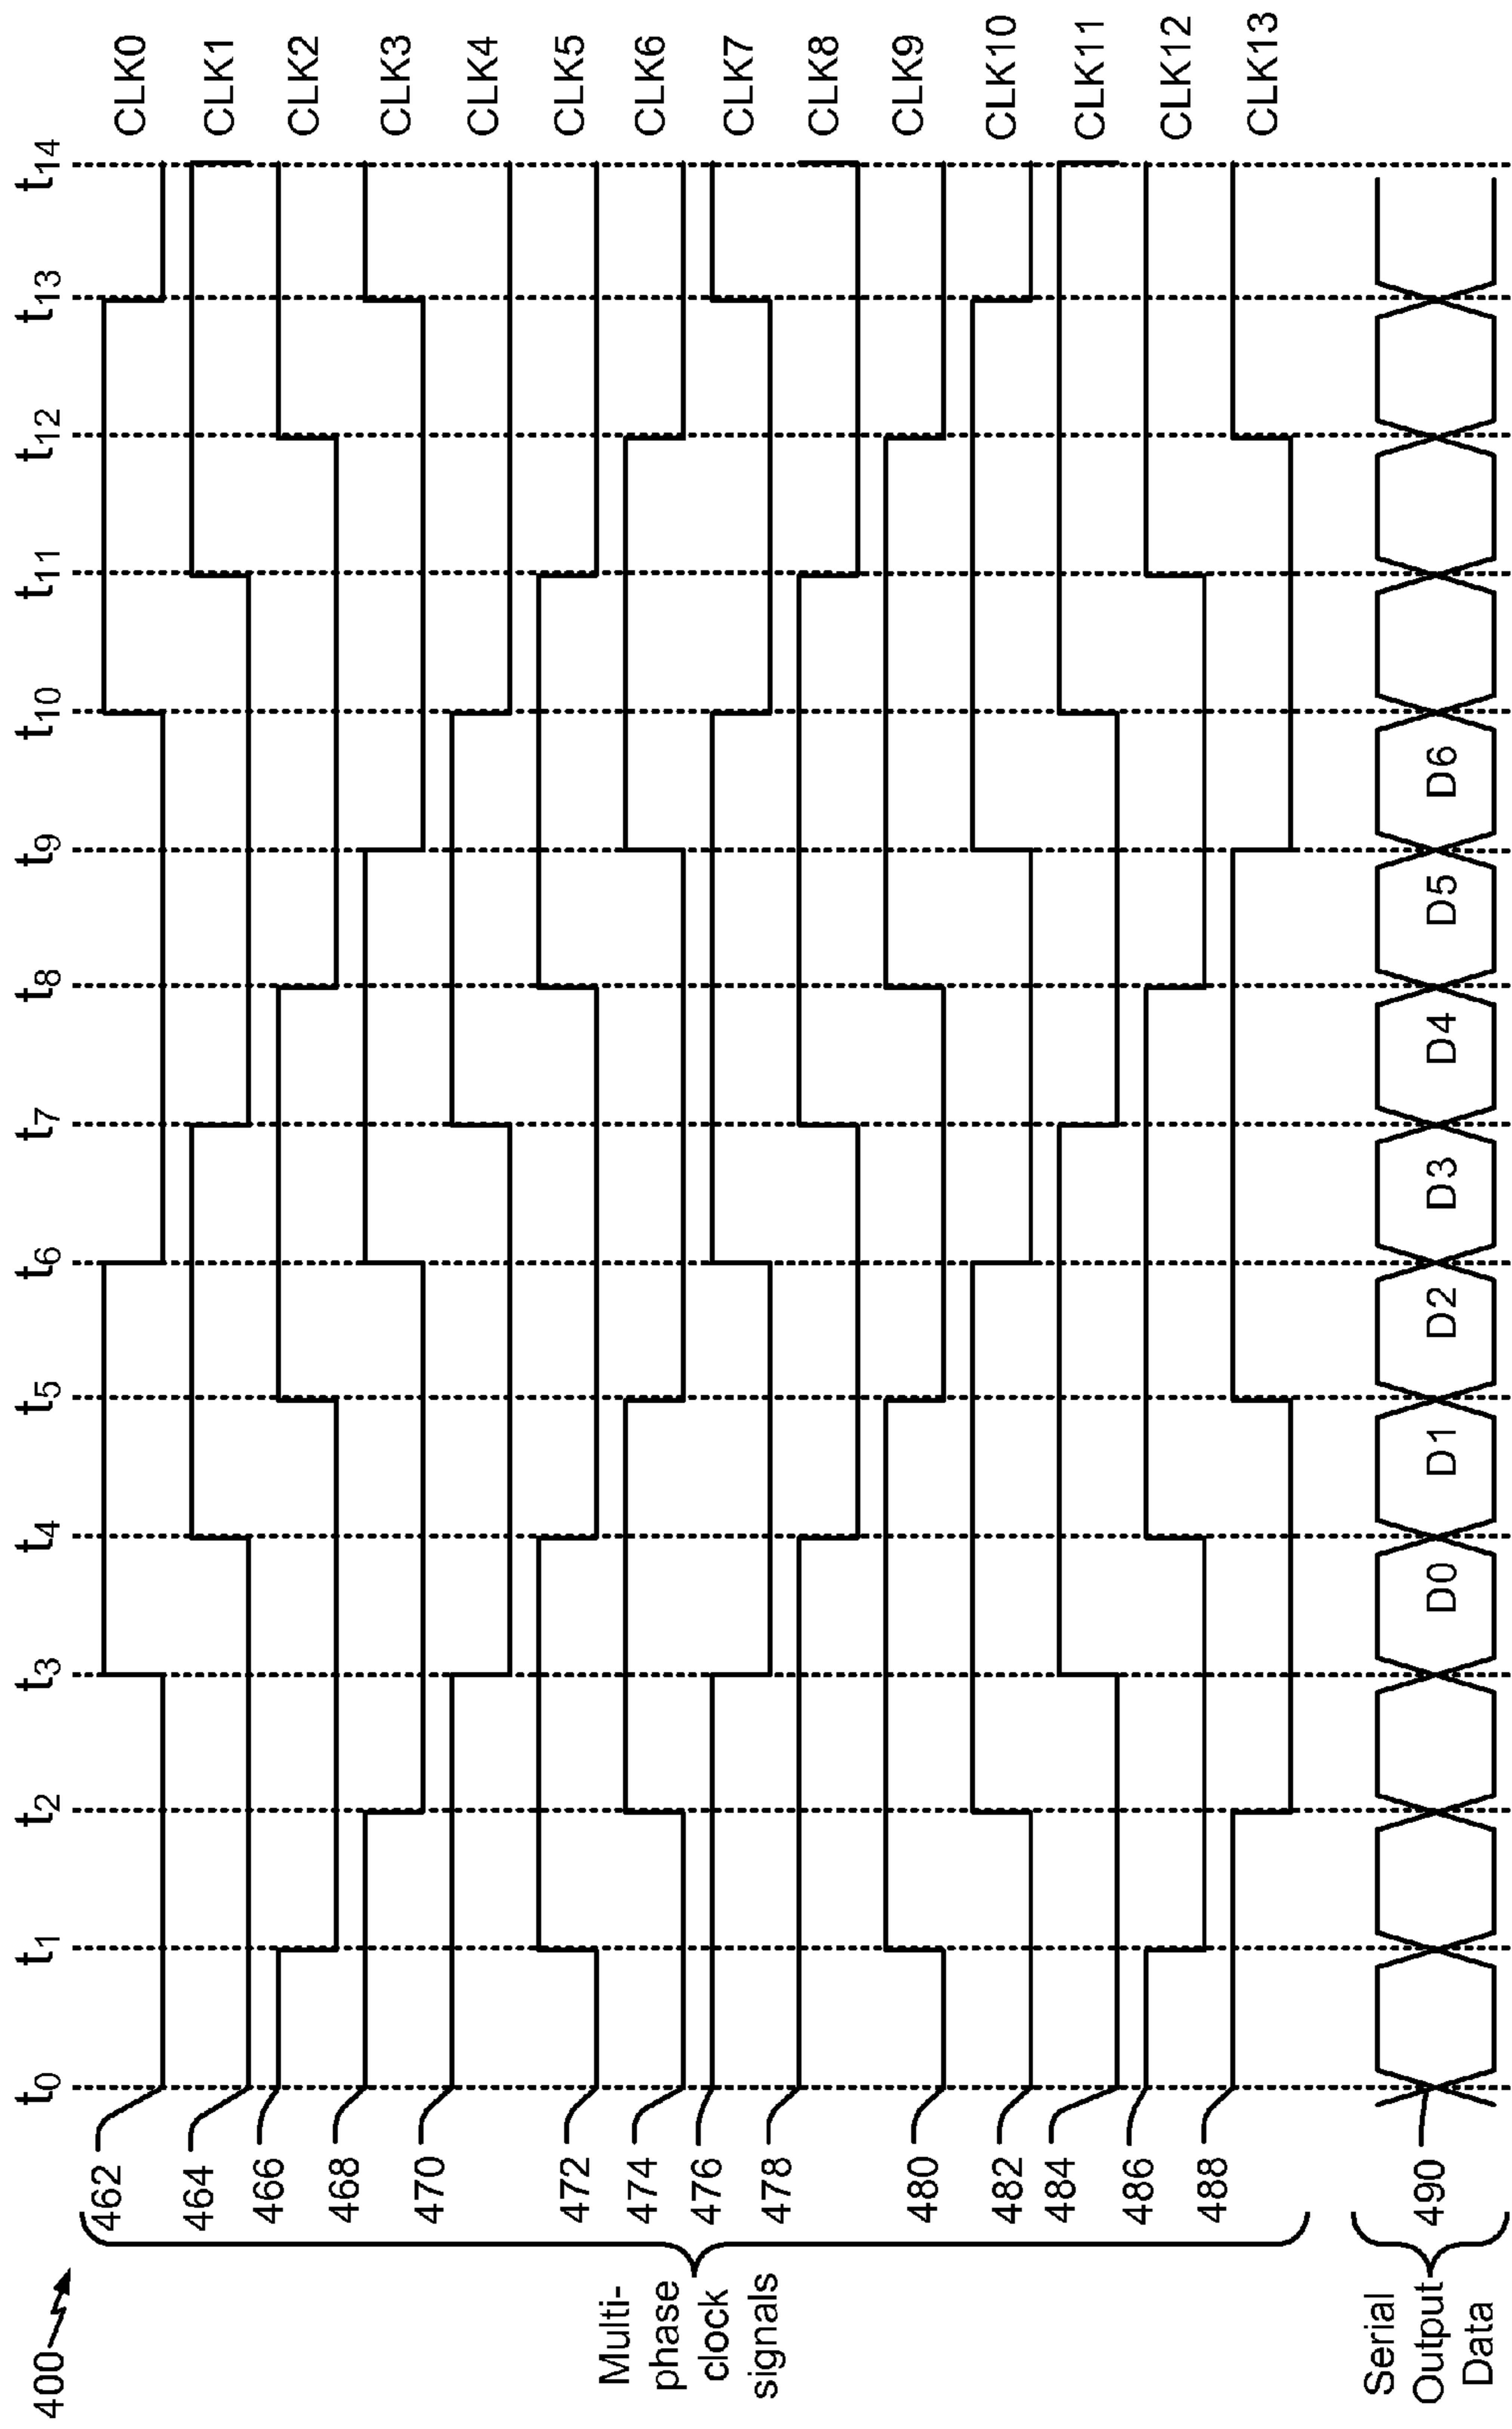 400
t0 t1 t2 t3 t4 t5 t6 t7 t8 t9 t10 t11 t12 t13 t14
462 CLK0
464 CLK1
466 CLK2
468 CLK3
470 CLK4
472 CLK5
474 CLK6
476 CLK7
478 CLK8
480 CLK9
482 CLK10
484 CLK11
486 CLK12
488 CLK13
Multi-
phase
clock
signals
Serial
Output
Data
490 D0 D1 D2 D3 D4 D5 D6